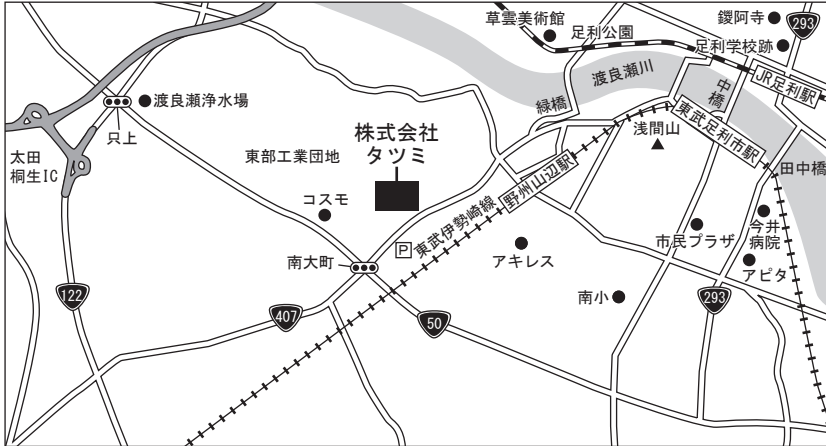 草雲美術館
足利公園
鑁阿寺
293
足利学校跡
JR足利駅
渡良瀬川
中橋
緑橋
渡良瀬浄水場
只上
太田
桐生IC
東部工業団地
株式会社
タツミ
コスモ
南大町
P
東武伊勢崎線
野州山辺駅
浅間山
東武足利市駅
田中橋
アキレス
市民プラザ
今井
病院
アピタ
南小
293
122
407
50